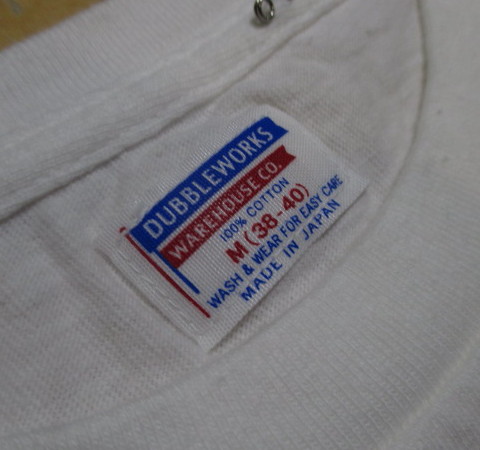 DUBBLEWORKS
WAREHOUSE CO.
100% COTTON
M (38-40)
WASH & WEAR FOR EASY CARE
MADE IN JAPAN